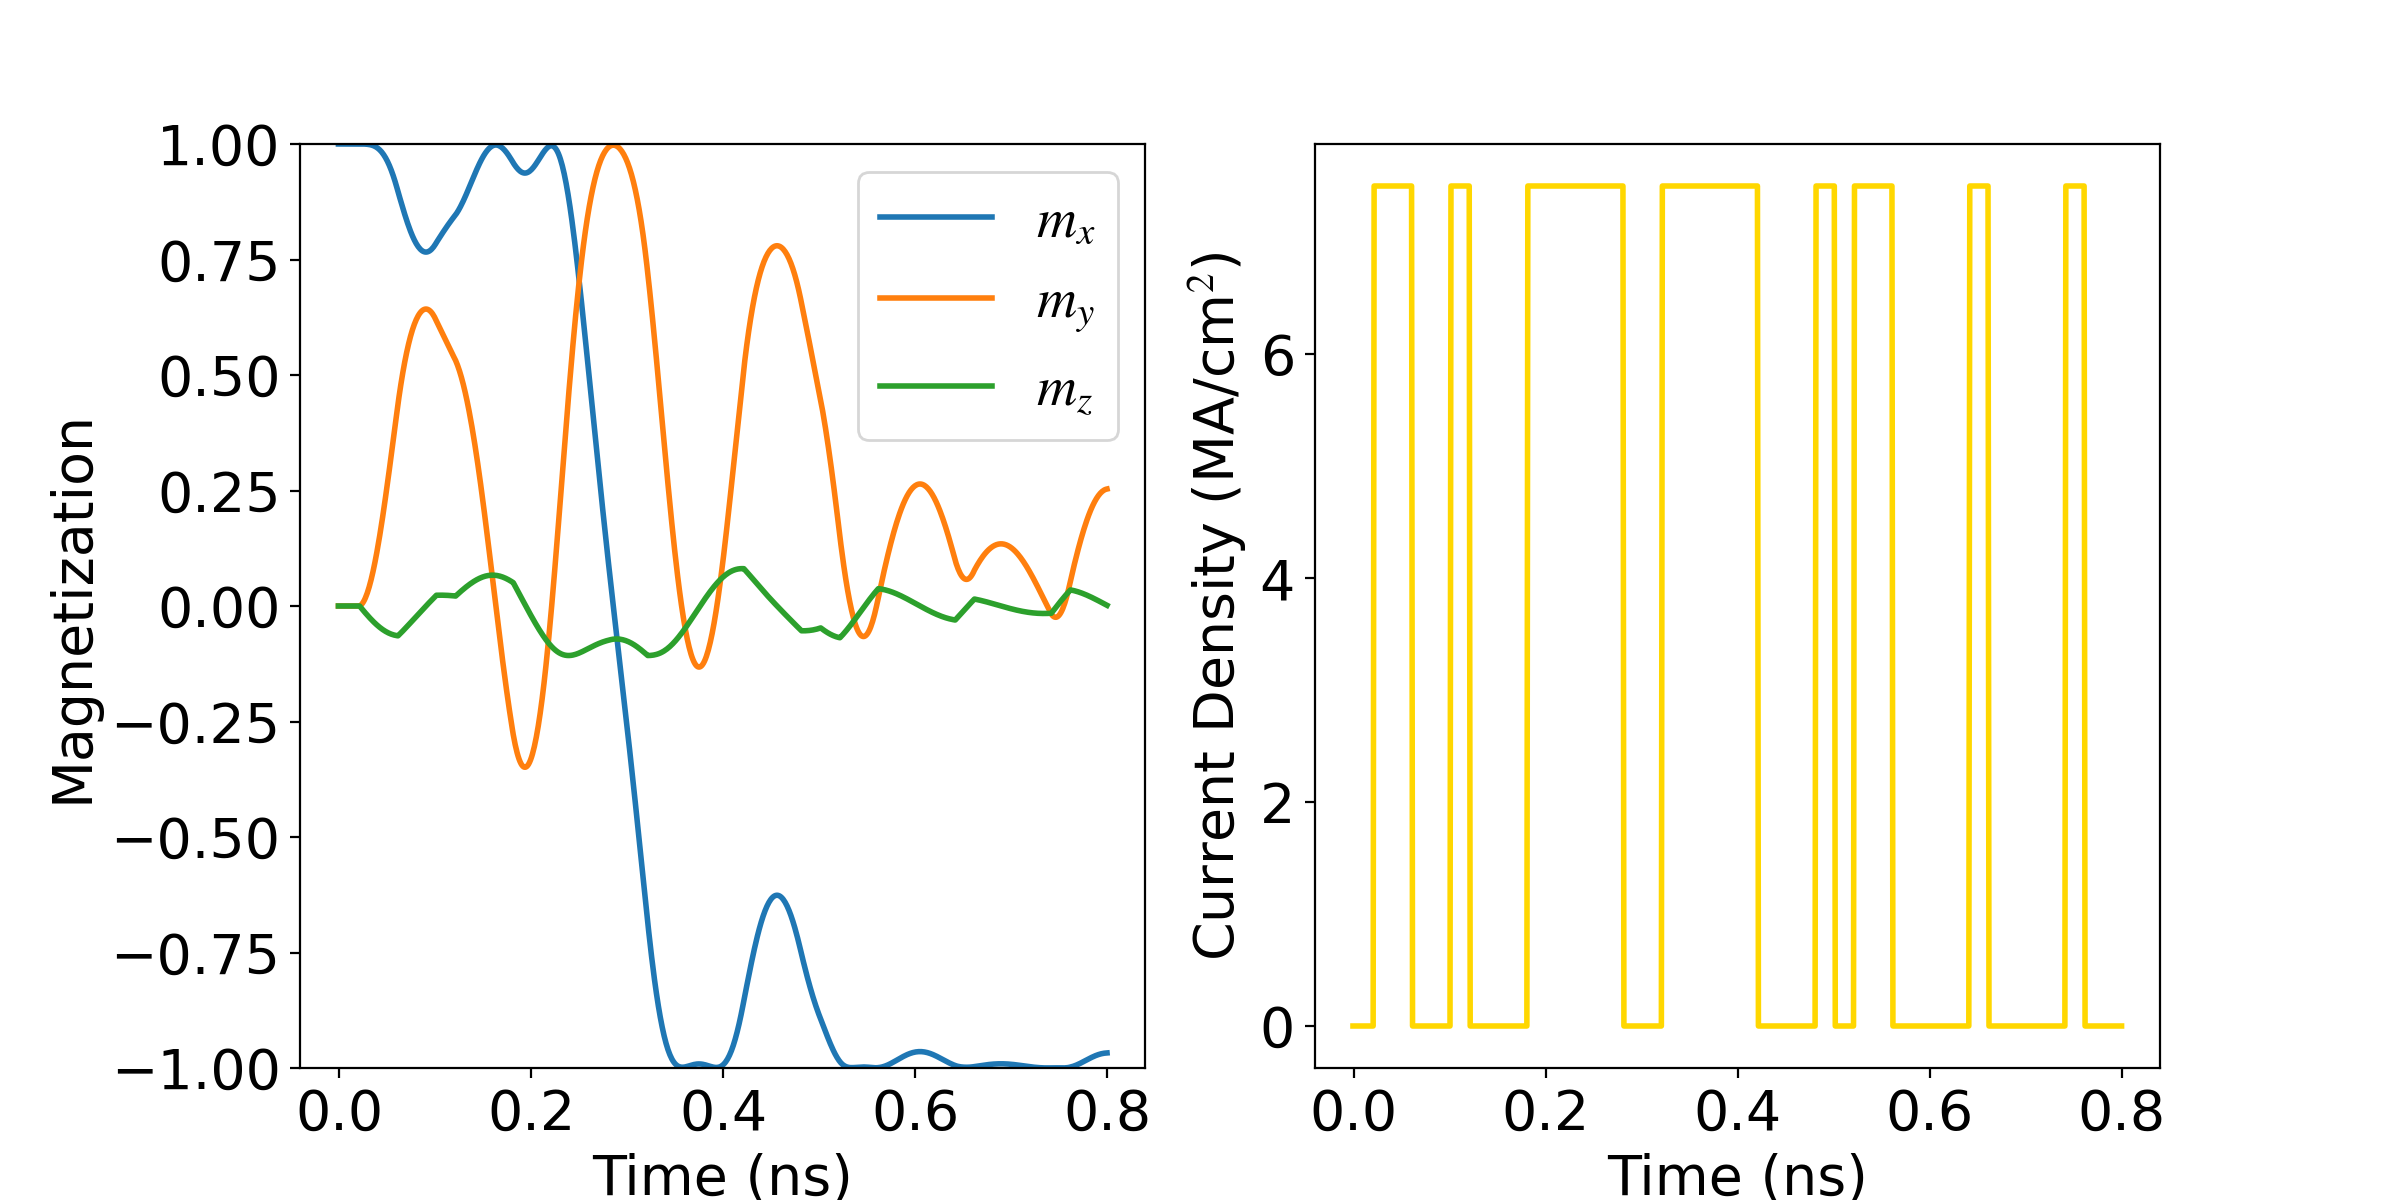 1.00
0.75
0.50
0.25
0.00
−0.25
−0.50
−0.75
−1.00
Magnetization
0.0 0.2 0.4 0.6 0.8
Time (ns)
m_x
m_y
m_z
6
4
2
0
Current Density (MA/cm²)
0.0 0.2 0.4 0.6 0.8
Time (ns)